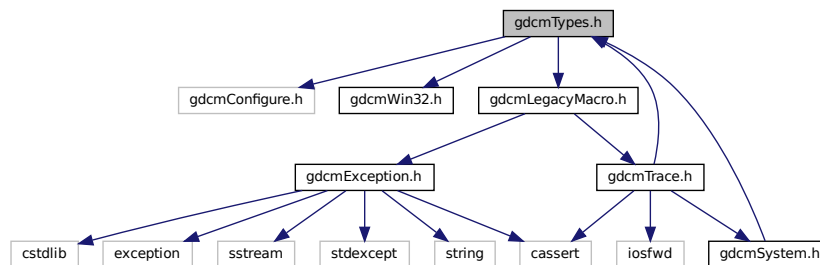 gdcmTypes.h
gdcmConfigure.h
gdcmWin32.h
gdcmLegacyMacro.h
gdcmException.h
gdcmTrace.h
cstdlib
exception
sstream
stdexcept
string
cassert
iosfwd
gdcmSystem.h